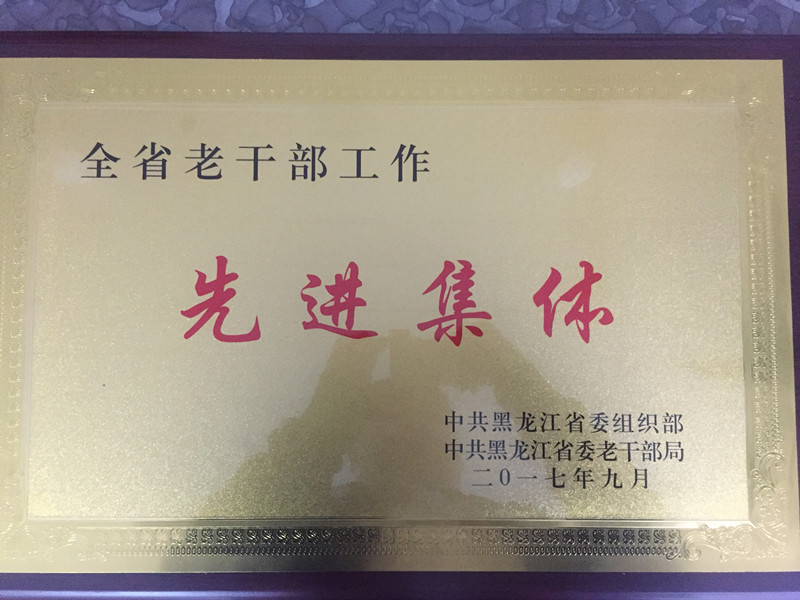 全省老干部工作
先进集体
中共黑龙江省委组织部
中共黑龙江省委老干部局
二〇一七年九月